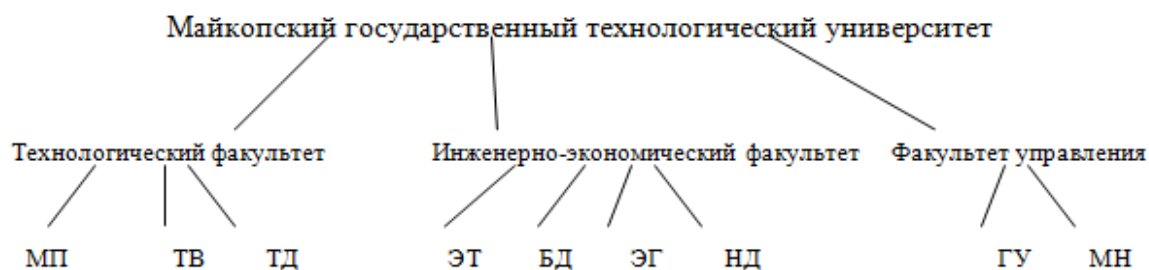 Майкопский государственный технологический университет
Технологический факультет Инженерно-экономический факультет Факультет управления
МП ТВ ТД ЭТ БД ЭГ НД ГУ МН